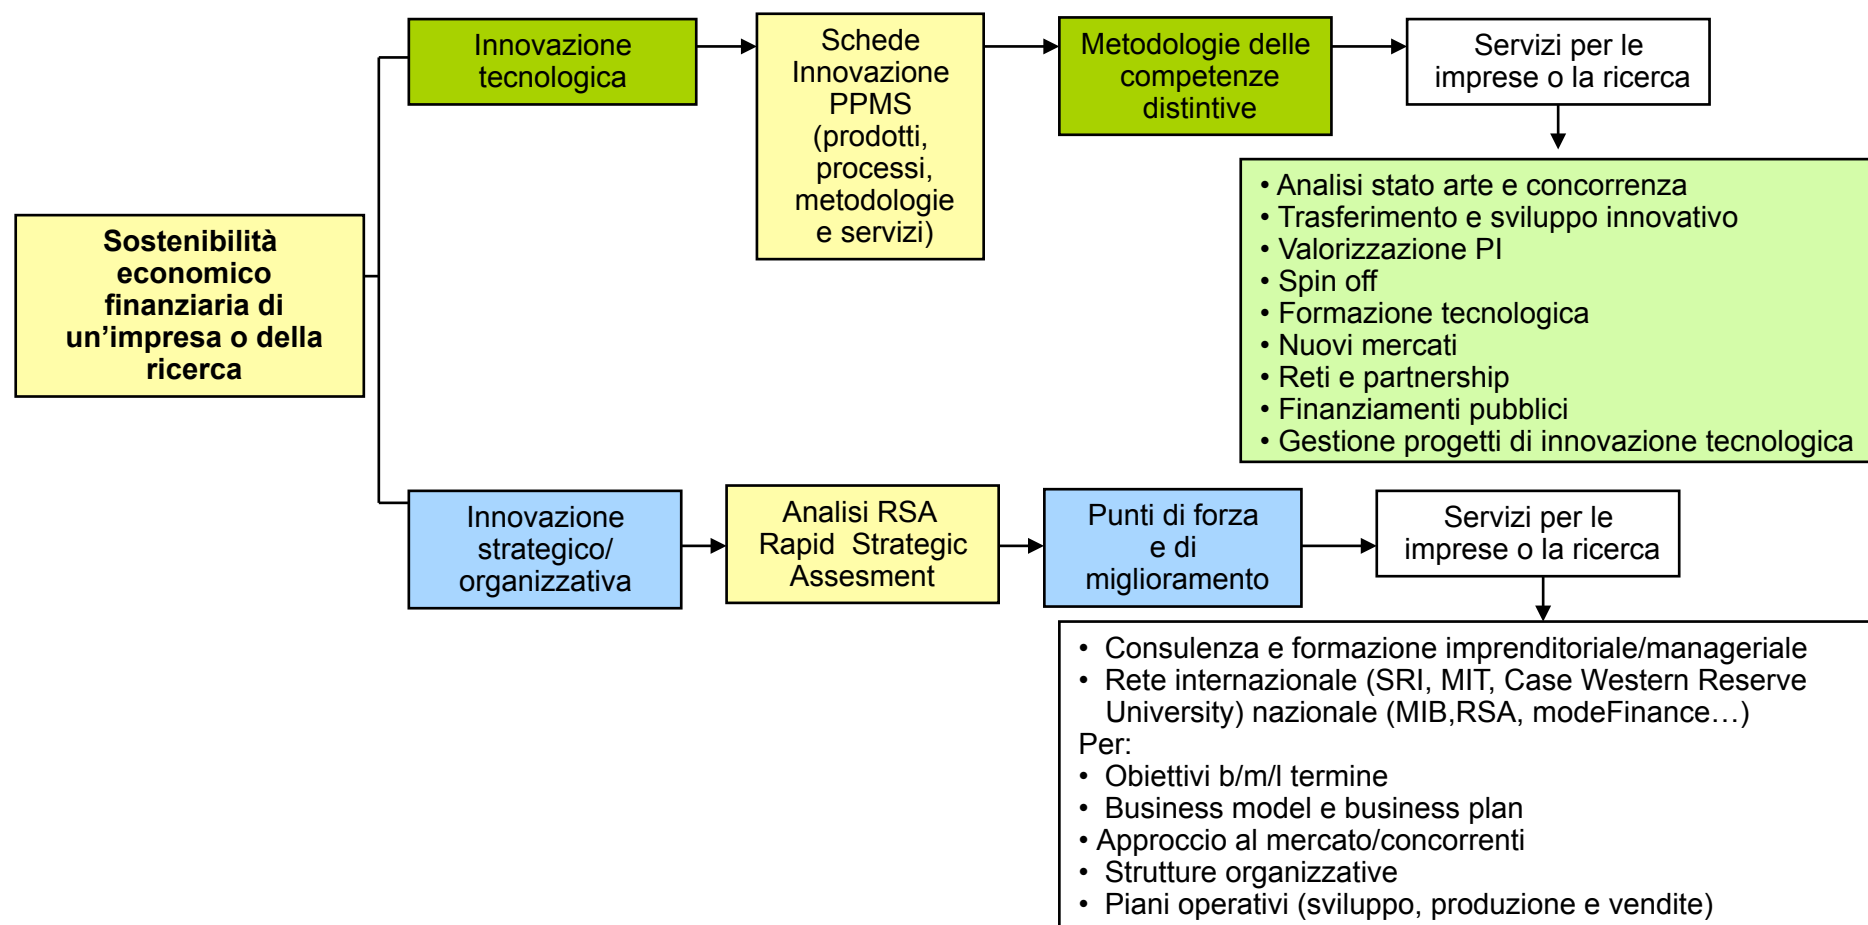 Sostenibilità
economico
finanziaria di
un’impresa o della
ricerca
Innovazione
tecnologica
Schede
Innovazione
PPMS
(prodotti,
processi,
metodologie
e servizi)
Metodologie delle
competenze
distintive
Servizi per le
imprese o la ricerca
• Analisi stato arte e concorrenza
• Trasferimento e sviluppo innovativo
• Valorizzazione PI
• Spin off
• Formazione tecnologica
• Nuovi mercati
• Reti e partnership
• Finanziamenti pubblici
• Gestione progetti di innovazione tecnologica
Innovazione
strategico/
organizzativa
Analisi RSA
Rapid Strategic
Assesment
Punti di forza
e di
miglioramento
Servizi per le
imprese o la ricerca
• Consulenza e formazione imprenditoriale/manageriale
• Rete internazionale (SRI, MIT, Case Western Reserve
University) nazionale (MIB,RSA, modeFinance…)
Per:
• Obiettivi b/m/l termine
• Business model e business plan
• Approccio al mercato/concorrenti
• Strutture organizzative
• Piani operativi (sviluppo, produzione e vendite)